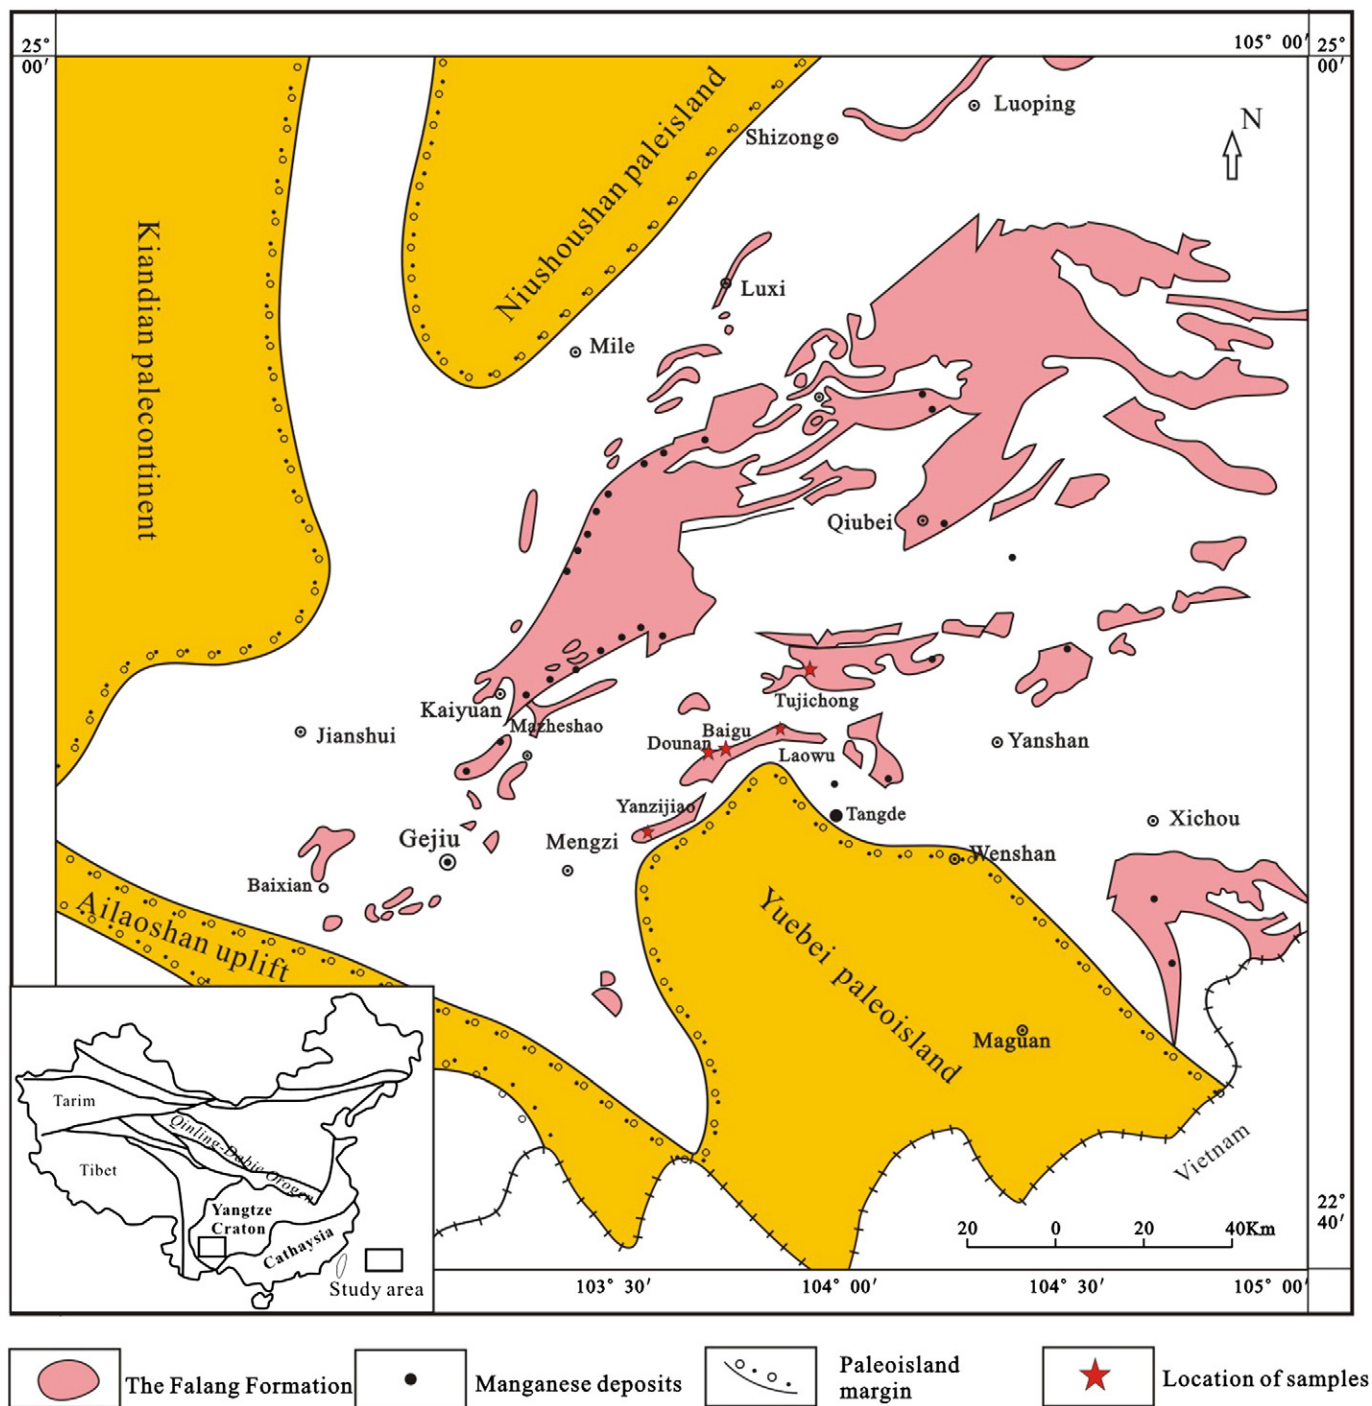 25°
00′
105° 00′
25°
00′
Luoping
Shizong
N
Niushoushan paleisland
Kiandian paleconti​nent
Luxi
Mile
Qiubei
Kaiyuan
Mazheshao
Tujichong
Jianshui
Dounan
Baigu
Laowu
Yanshan
Yanzijiao
Tangde
Xichou
Gejiu
Mengzi
Wenshan
Baixian
Ailaoshan uplift
Yuebei paleoisland
Maguan
Vietnam
Tarim
Tibet
Qinling-Dabie Orogen
Yangtze
Craton
Cathaysia
Study area
20 0 20 40Km
22°
40′
103° 30′ 104° 00′ 104° 30′ 105° 00′
The Falang Formation
Manganese deposits
Paleoisland
margin
Location of samples